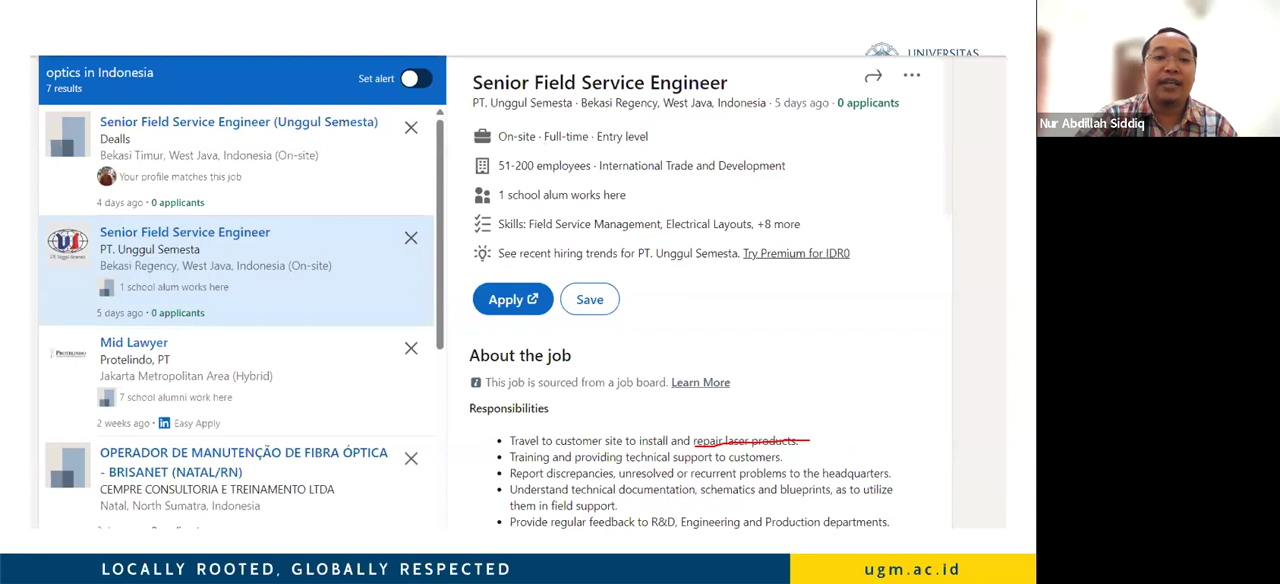 UNIVERSITAS
optics in Indonesia
7 results
Set alert
Senior Field Service Engineer (Unggul Semesta)
Dealls
Bekasi Timur, West Java, Indonesia (On-site)
Your profile matches this job
4 days ago · 0 applicants
Senior Field Service Engineer
PT. Unggul Semesta
Bekasi Regency, West Java, Indonesia (On-site)
1 school alum works here
5 days ago · 0 applicants
Mid Lawyer
Protelindo, PT
Jakarta Metropolitan Area (Hybrid)
7 school alumni work here
2 weeks ago · in Easy Apply
OPERADOR DE MANUTENÇÃO DE FIBRA ÓPTICA
- BRISANET (NATAL/RN)
CEMPRE CONSULTORIA E TREINAMENTO LTDA
Natal, North Sumatra, Indonesia
Senior Field Service Engineer
PT. Unggul Semesta · Bekasi Regency, West Java, Indonesia · 5 days ago · 0 applicants
On-site · Full-time · Entry level
51-200 employees · International Trade and Development
1 school alum works here
Skills: Field Service Management, Electrical Layouts, +8 more
See recent hiring trends for PT. Unggul Semesta. Try Premium for IDR0
Apply
Save
About the job
This job is sourced from a job board. Learn More
Responsibilities
• Travel to customer site to install and repair laser products.
• Training and providing technical support to customers.
• Report discrepancies, unresolved or recurrent problems to the headquarters.
• Understand technical documentation, schematics and blueprints, as to utilize
them in field support.
• Provide regular feedback to R&D, Engineering and Production departments.
Nur Abdillah Siddiq
LOCALLY ROOTED, GLOBALLY RESPECTED
ugm.ac.id